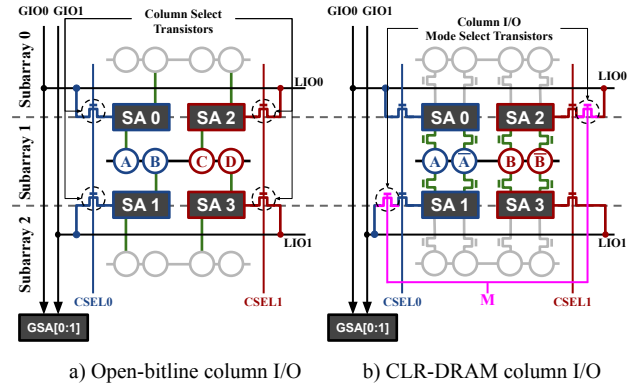 GIO0 GIO1
Column Select
Transistors
Subarray 0
LIO0
SA 0
SA 2
Subarray 1
A
B
C
D
SA 1
SA 3
Subarray 2
LIO1
CSEL0
CSEL1
GSA[0:1]
a) Open-bitline column I/O
GIO0 GIO1
Column I/O
Mode Select Transistors
LIO0
SA 0
SA 2
A
A̅
B
B̅
SA 1
SA 3
LIO1
CSEL0
M
CSEL1
GSA[0:1]
b) CLR-DRAM column I/O